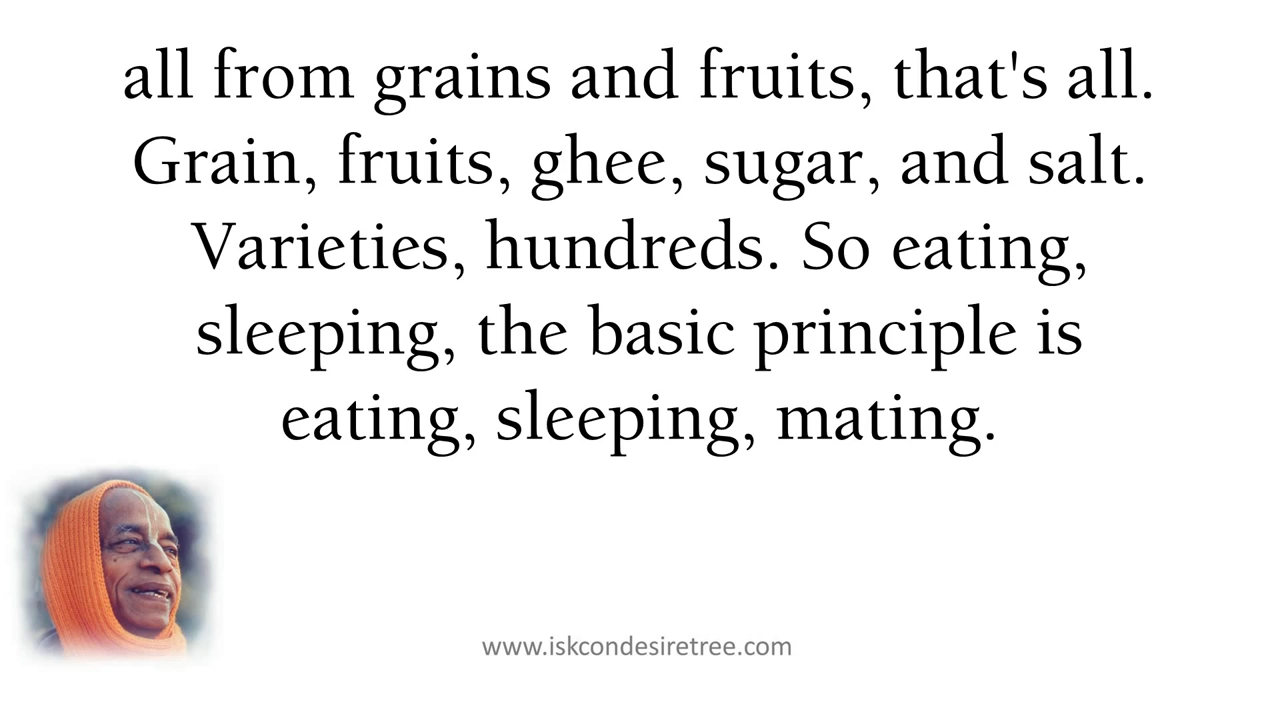 all from grains and fruits, that's all.
Grain, fruits, ghee, sugar, and salt.
Varieties, hundreds. So eating,
sleeping, the basic principle is
eating, sleeping, mating.
www.iskcondesiretree.com